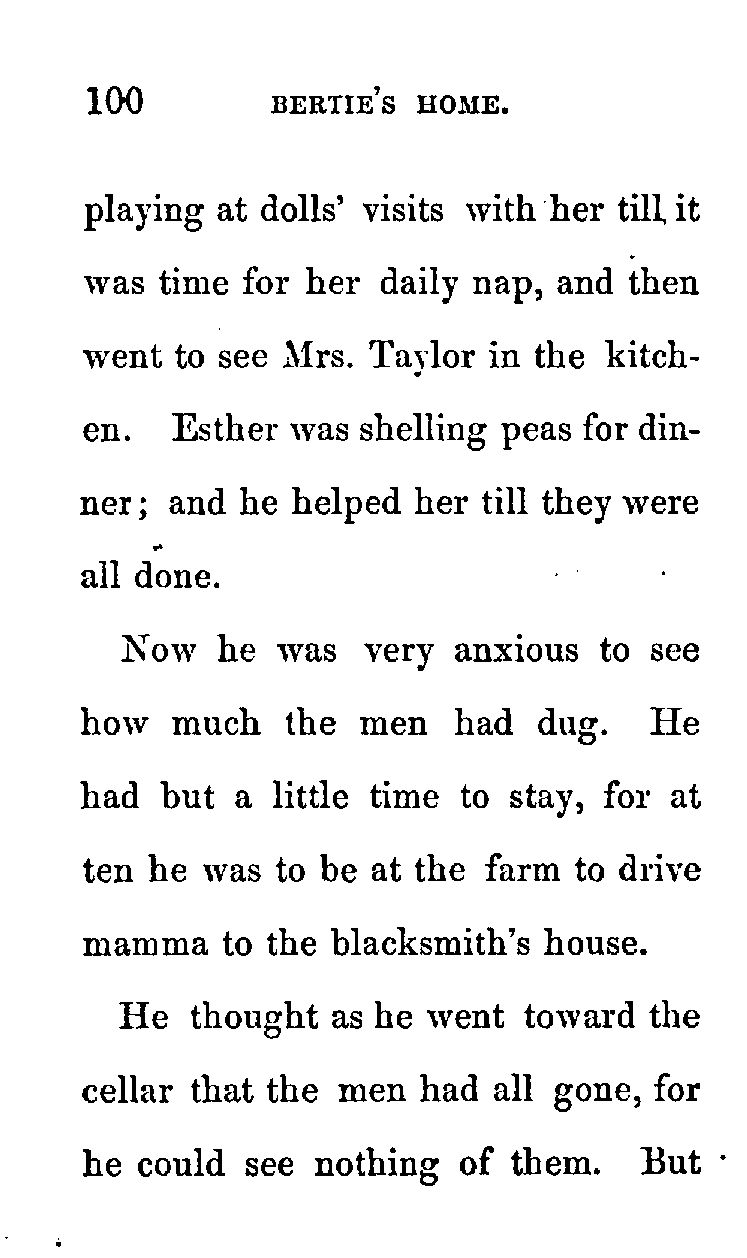 100 BERTIE'S HOME.
playing at dolls' visits with her till it
was time for her daily nap, and then
went to see Mrs. Taylor in the kitch-
en. Esther was shelling peas for din-
ner; and he helped her till they were
all done.
Now he was very anxious to see
how much the men had dug. He
had but a little time to stay, for at
ten he was to be at the farm to drive
mamma to the blacksmith's house.
He thought as he went toward the
cellar that the men had all gone, for
he could see nothing of them. But